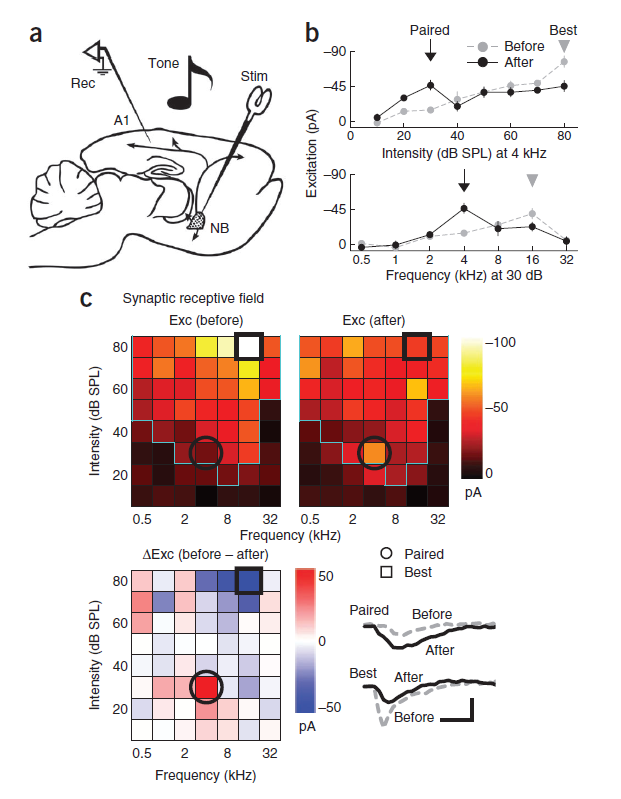 a
Rec
Tone
Stim
A1
NB
b
Paired
Best
Before
After
Excitation (pA)
–90
–45
0
0 20 40 60 80
Intensity (dB SPL) at 4 kHz
–90
–45
0
0.5 1 2 4 8 16 32
Frequency (kHz) at 30 dB
c
Synaptic receptive field
Exc (before)
Exc (after)
Intensity (dB SPL)
80
60
40
20
0.5 2 8 32
0.5 2 8 32
Frequency (kHz)
–100
–50
0
pA
ΔExc (before – after)
Intensity (dB SPL)
80
60
40
20
0.5 2 8 32
Frequency (kHz)
50
0
–50
pA
Paired
Best
Paired
Before
After
Best
After
Before